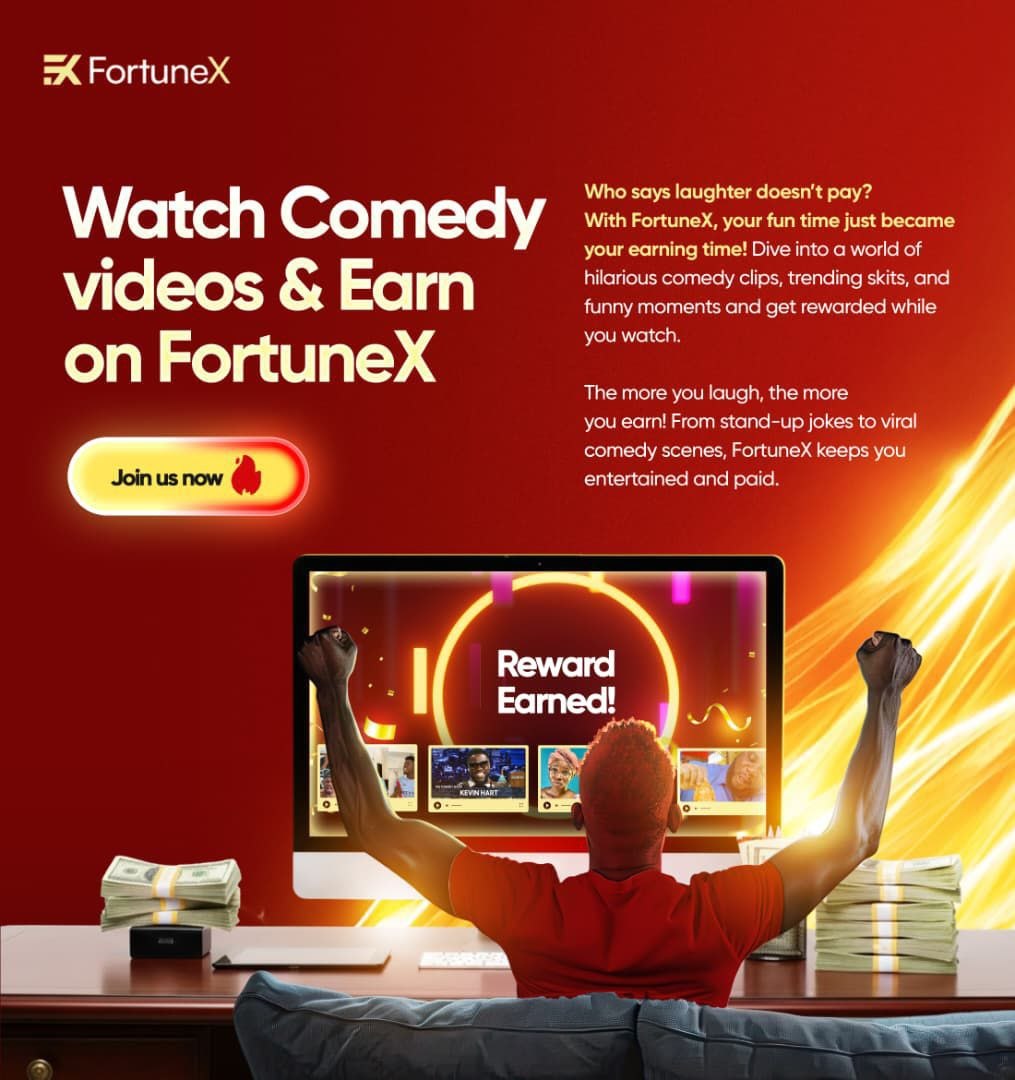 FortuneX
Watch Comedy
videos & Earn
on FortuneX
Join us now
Who says laughter doesn't pay?
With FortuneX, your fun time just became
your earning time! Dive into a world of
hilarious comedy clips, trending skits, and
funny moments and get rewarded while
you watch.
The more you laugh, the more
you earn! From stand-up jokes to viral
comedy scenes, FortuneX keeps you
entertained and paid.
Reward
Earned!
KEVIN HART